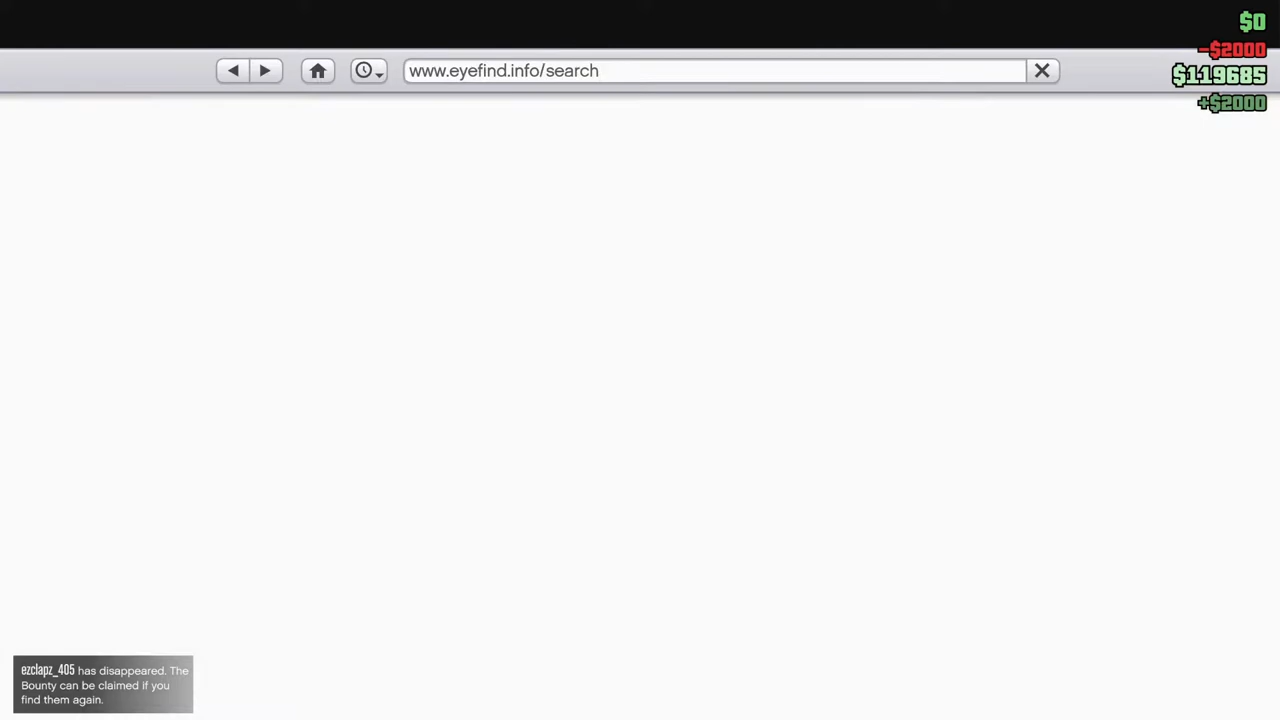 $0
-$2000
www.eyefind.info/search
$119685
+$2000
ezclapz_405 has disappeared. The
Bounty can be claimed if you
find them again.